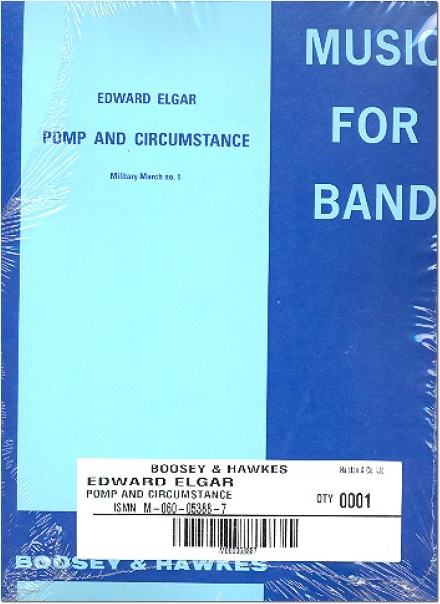 MUSIC
FOR
BAND
EDWARD ELGAR
POMP AND CIRCUMSTANCE
Military March no. 1
BOOSEY & HAWKES
EDWARD ELGAR
POMP AND CIRCUMSTANCE
ISMN M-060-05388-7
QTY 0001
BOOSEY & HAWKES